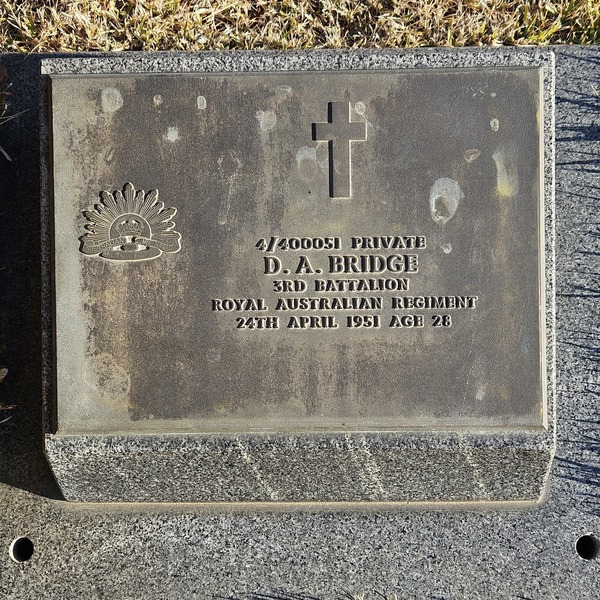 4/400051 PRIVATE
D. A. BRIDGE
3RD BATTALION
ROYAL AUSTRALIAN REGIMENT
24TH APRIL 1951 AGE 28